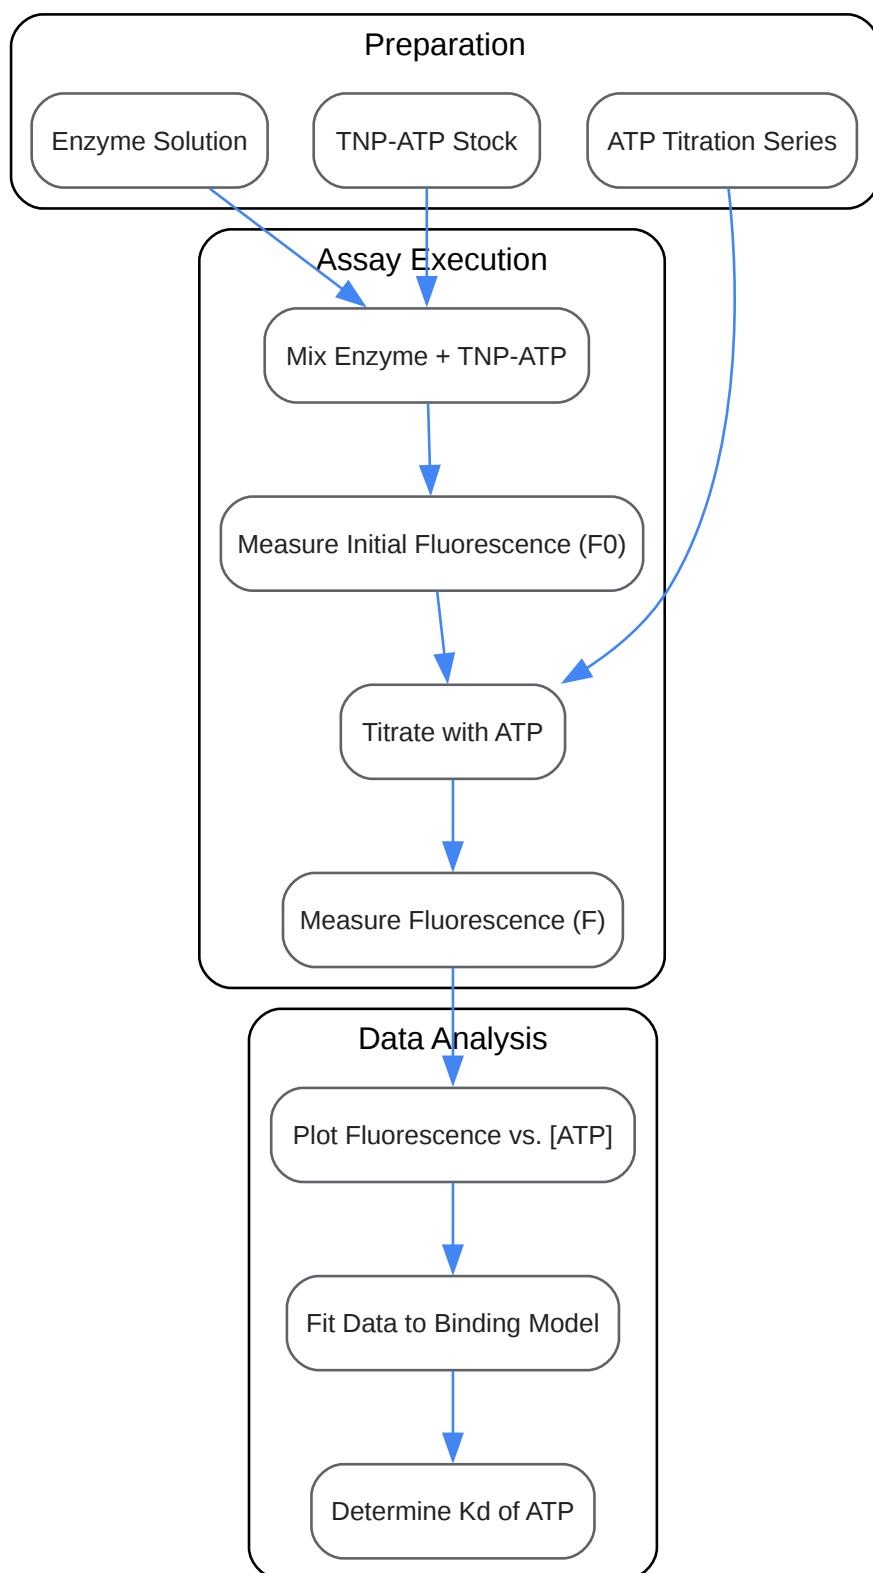 Preparation
Enzyme Solution
TNP-ATP Stock
ATP Titration Series
Assay Execution
Mix Enzyme + TNP-ATP
Measure Initial Fluorescence (F0)
Titrate with ATP
Measure Fluorescence (F)
Data Analysis
Plot Fluorescence vs. [ATP]
Fit Data to Binding Model
Determine Kd of ATP